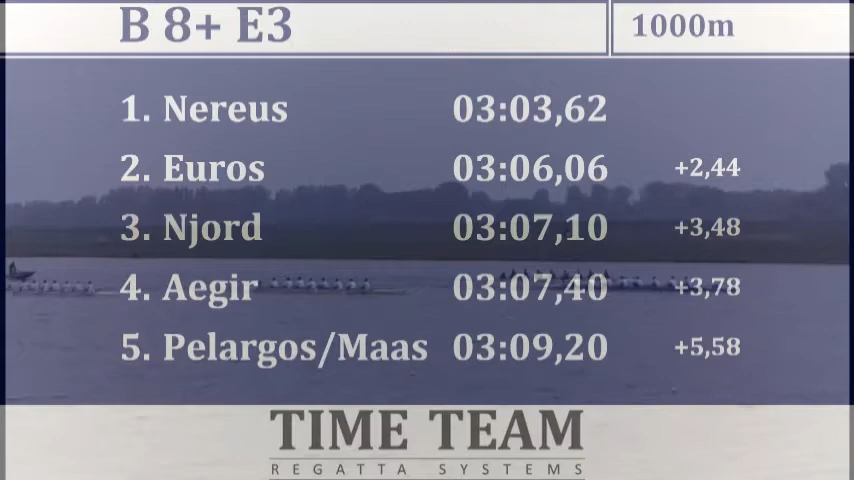 B 8+ E3 1000m
1. Nereus 03:03,62
2. Euros 03:06,06 +2,44
3. Njord 03:07,10 +3,48
4. Aegir 03:07,40 +3,78
5. Pelargos/Maas 03:09,20 +5,58
TIME TEAM
REGATTA SYSTEMS